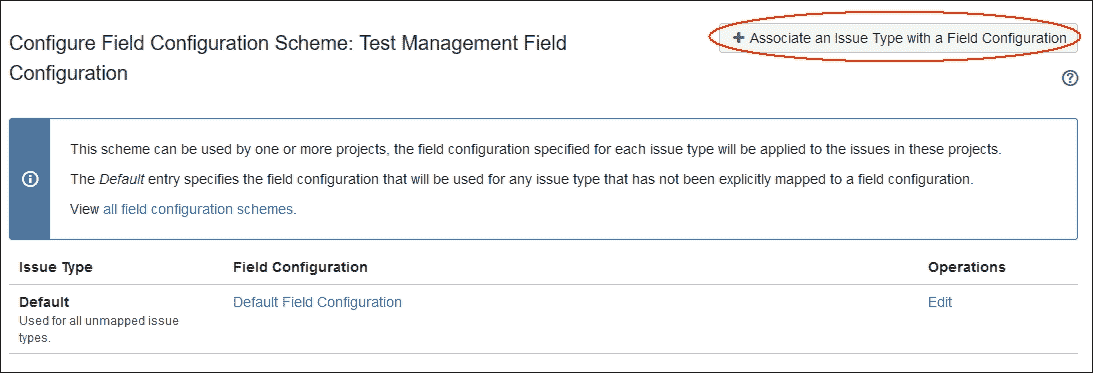 Configure Field Configuration Scheme: Test Management Field
Configuration
+ Associate an Issue Type with a Field Configuration
This scheme can be used by one or more projects, the field configuration specified for each issue type will be applied to the issues in these projects.
The Default entry specifies the field configuration that will be used for any issue type that has not been explicitly mapped to a field configuration.
View all field configuration schemes.
Issue Type Field Configuration Operations
Default Default Field Configuration Edit
Used for all unmapped issue
types.